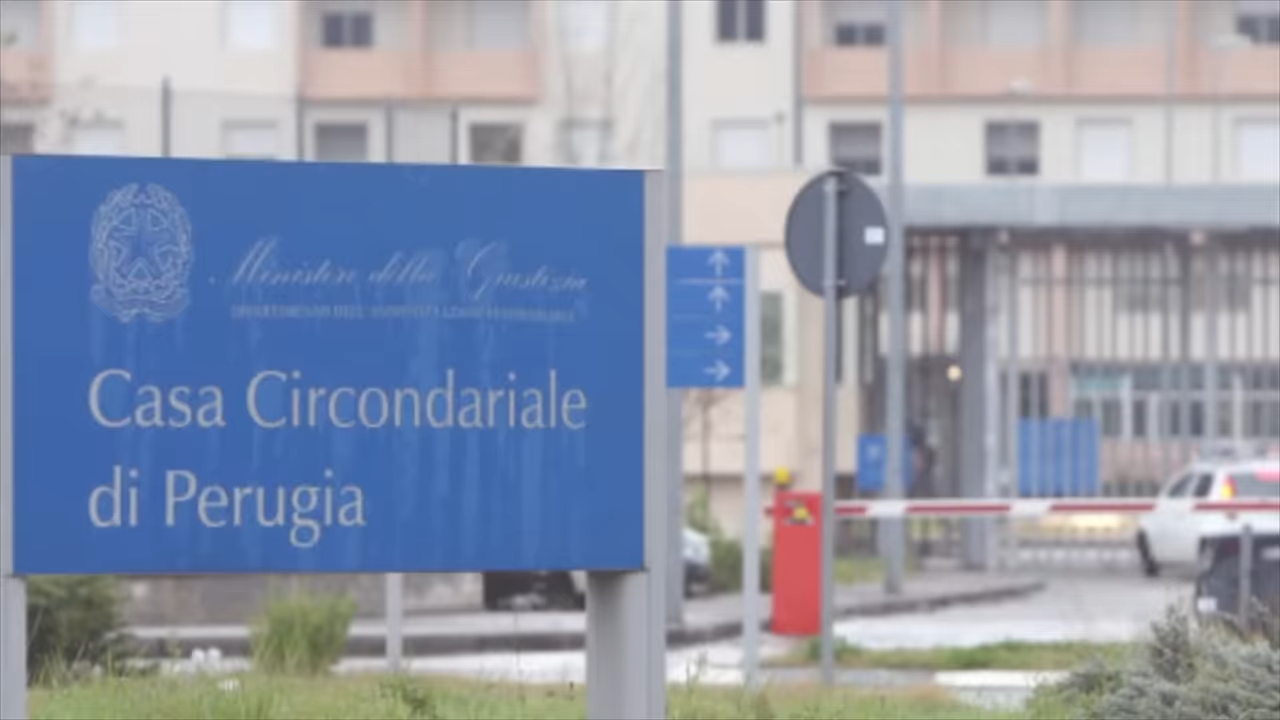 Ministero della Giustizia
Casa Circondariale
di Perugia